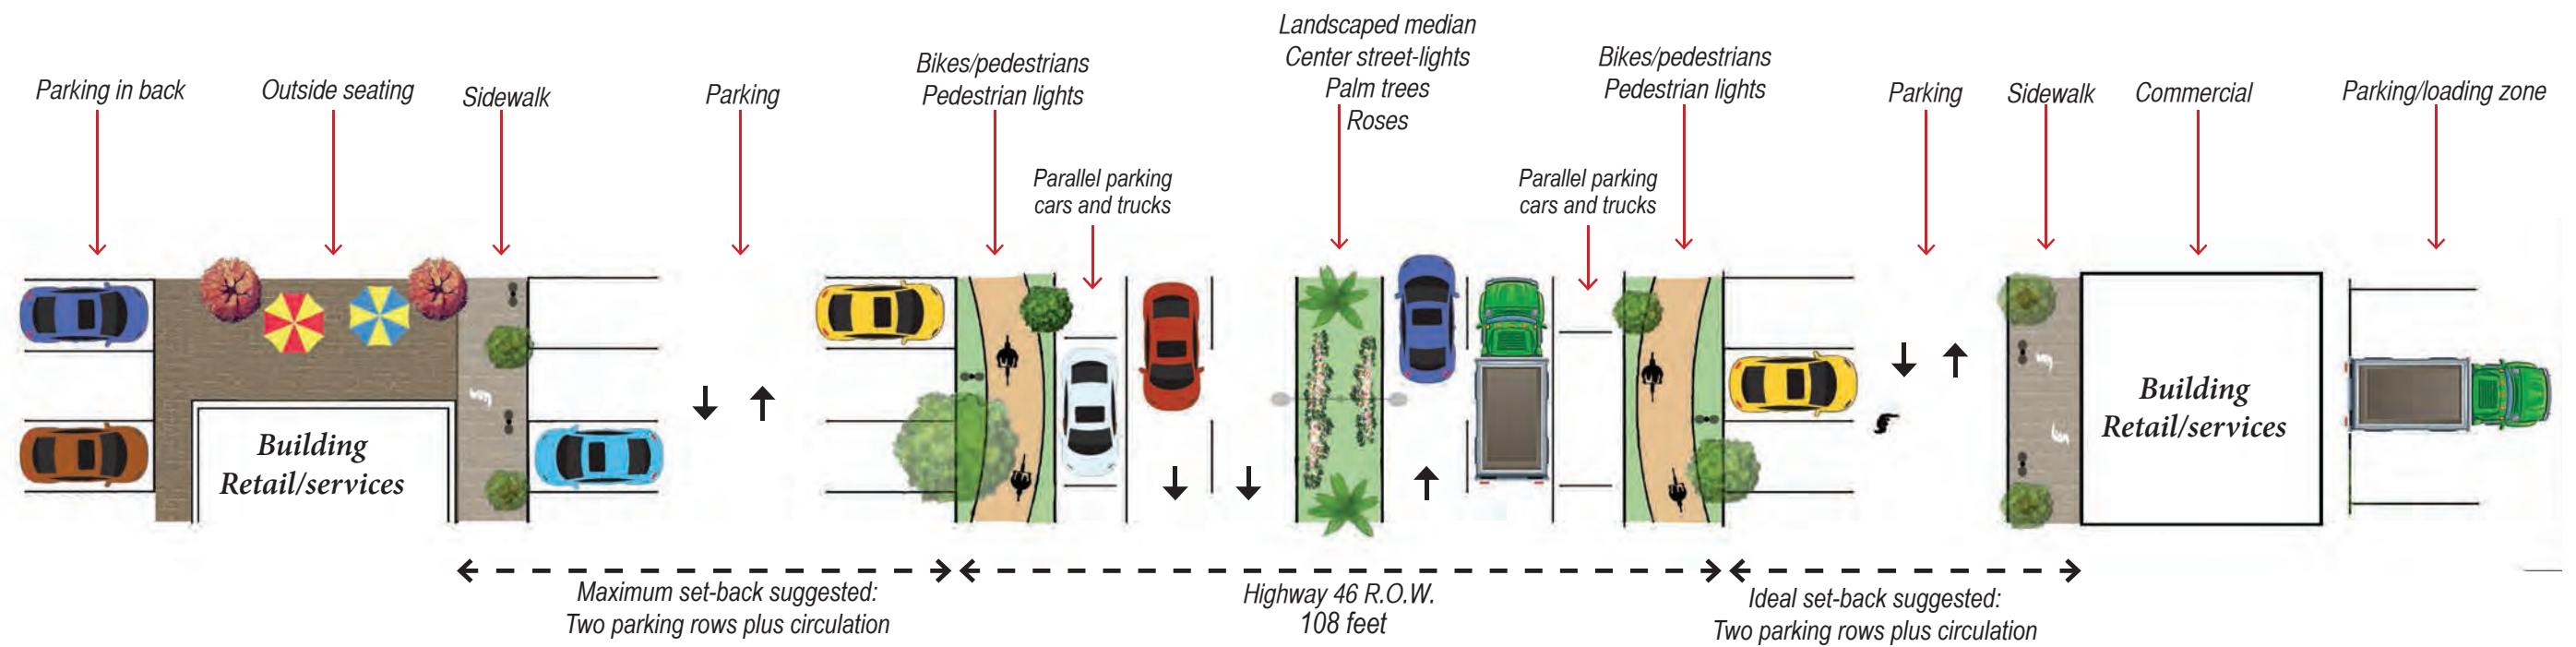 Parking in back
Outside seating
Sidewalk
Parking
Bikes/pedestrians
Pedestrian lights
Parallel parking
cars and trucks
Landscaped median
Center street-lights
Palm trees
Roses
Parallel parking
cars and trucks
Bikes/pedestrians
Pedestrian lights
Parking
Sidewalk
Commercial
Parking/loading zone
Building
Retail/services
Building
Retail/services
Maximum set-back suggested:
Two parking rows plus circulation
Highway 46 R.O.W.
108 feet
Ideal set-back suggested:
Two parking rows plus circulation